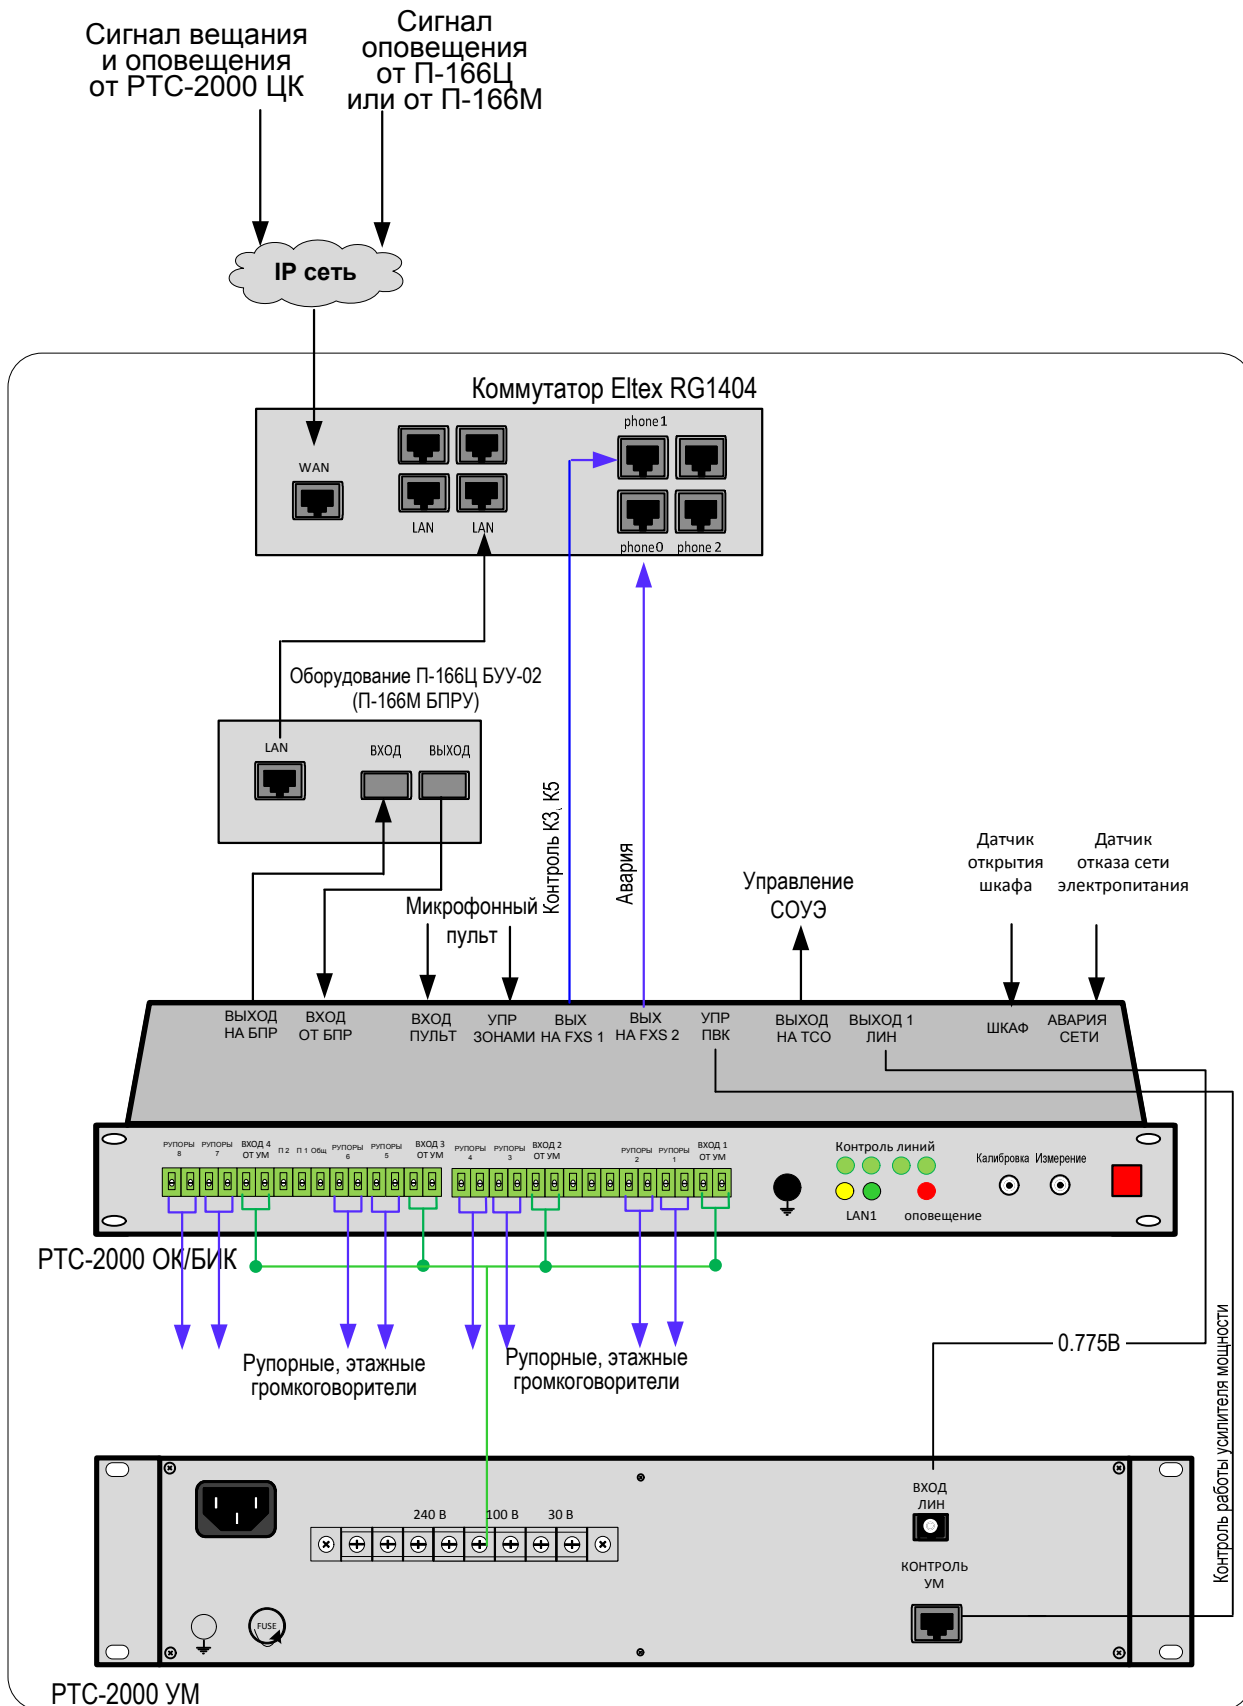 Сигнал вещания
и оповещения
от РТС-2000 ЦК
Сигнал
оповещения
от П-166Ц
или от П-166М
IP сеть
Коммутатор Eltex RG1404
phone 1
WAN
LAN
LAN
phone0
phone 2
Оборудование П-166Ц БУУ-02
(П-166М БПРУ)
LAN
ВХОД
ВЫХОД
Контроль К3, К5
Авария
Микрофонный
пульт
Управление
СОУЭ
Датчик
открытия
шкафа
Датчик
отказа сети
электропитания
ВЫХОД
НА БПР
ВХОД
ОТ БПР
ВХОД
ПУЛЬТ
УПР
ЗОНАМИ
ВЫХ
НА FXS 1
ВЫХ
НА FXS 2
УПР
ПВК
ВЫХОД
НА ТСО
ВЫХОД 1
ЛИН
ШКАФ
АВАРИЯ
СЕТИ
РУПОРЫ
8
РУПОРЫ
7
ВХОД 4
ОТ УМ
П 2
П 1
Общ
РУПОРЫ
6
РУПОРЫ
5
ВХОД 3
ОТ УМ
РУПОРЫ
4
РУПОРЫ
3
ВХОД 2
ОТ УМ
РУПОРЫ
2
РУПОРЫ
1
ВХОД 1
ОТ УМ
Контроль линий
LAN1
оповещение
Калибровка
Измерение
РТС-2000 ОК/БИК
Рупорные, этажные
громкоговорители
Рупорные, этажные
громкоговорители
0.775В
Контроль работы усилителя мощности
240 В
100 В
30 В
ВХОД
ЛИН
КОНТРОЛЬ
УМ
FUSE
РТС-2000 УМ